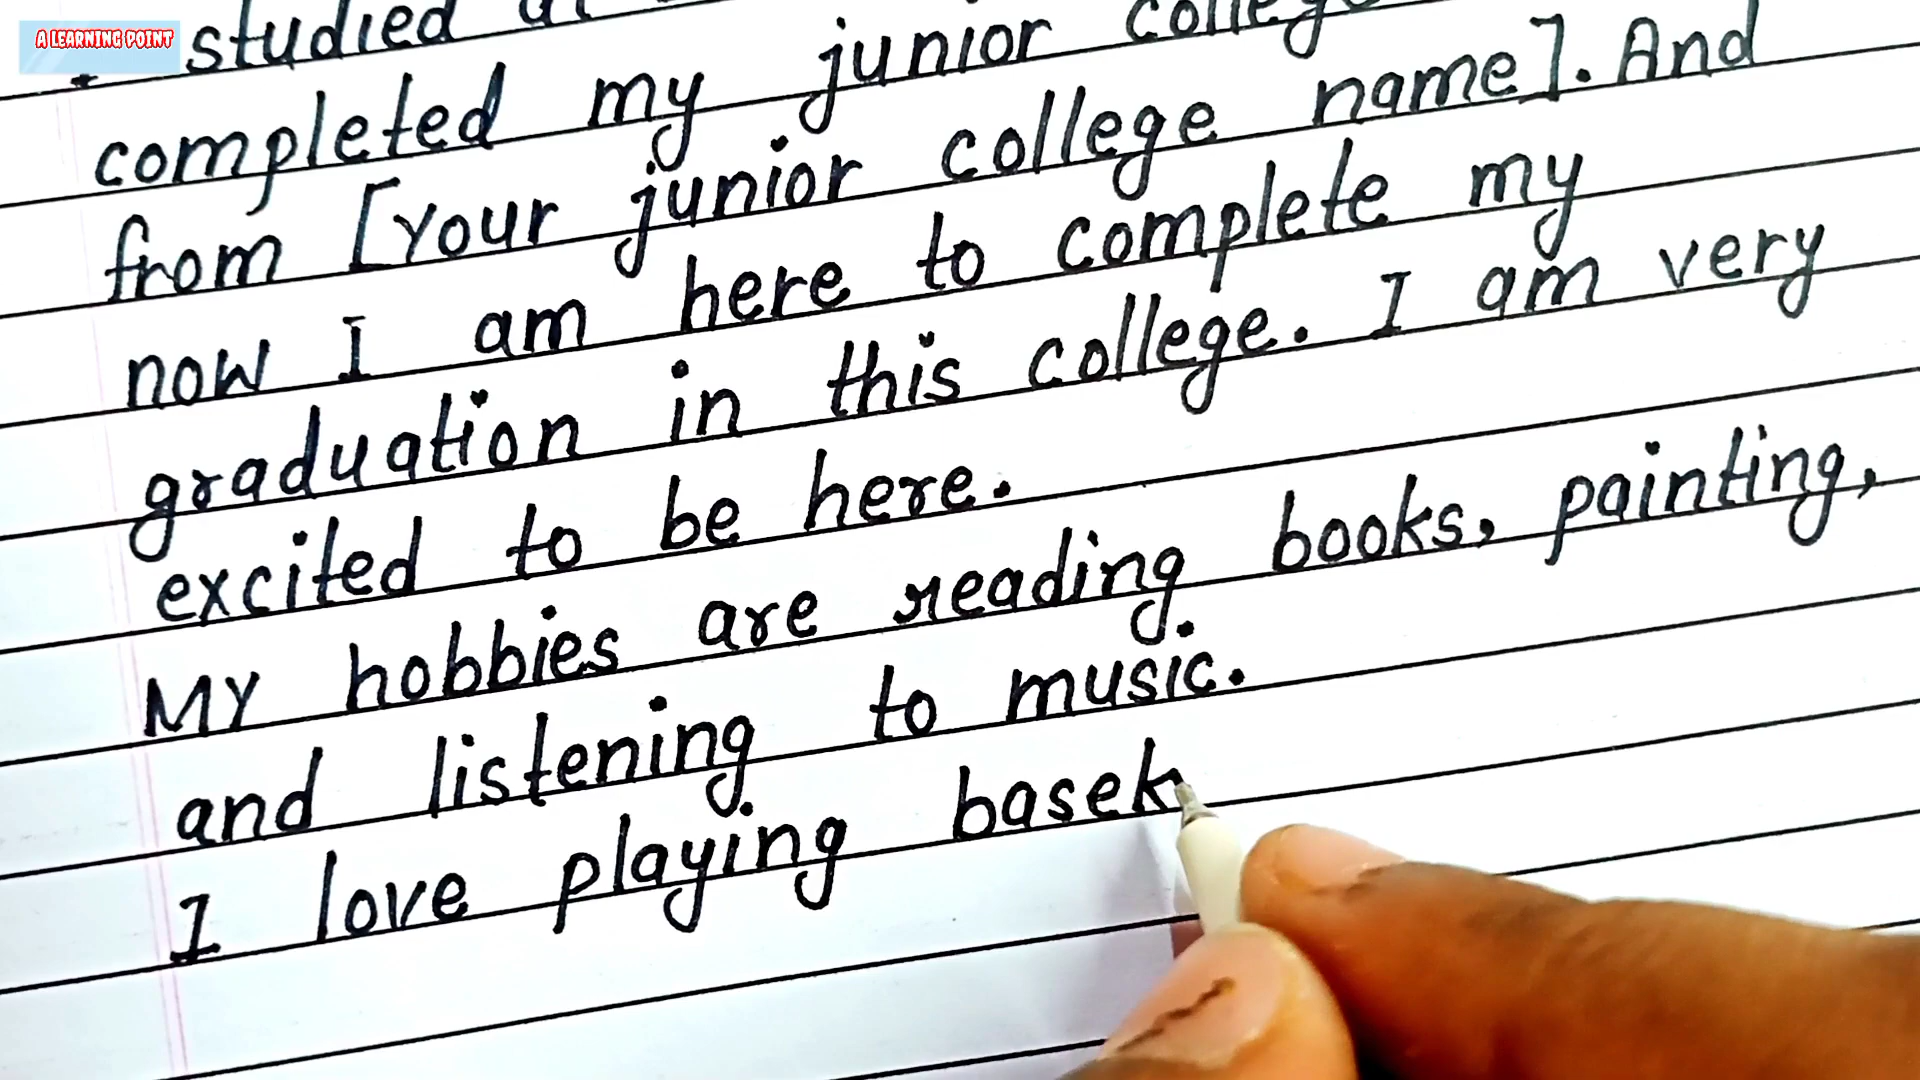 A LEARNING POINT
I studied at
completed my junior college
from [Your junior college name]. And
now I am here to complete my
graduation in this college. I am very
excited to be here.
My hobbies are reading books, painting,
and listening to music.
I love playing basek